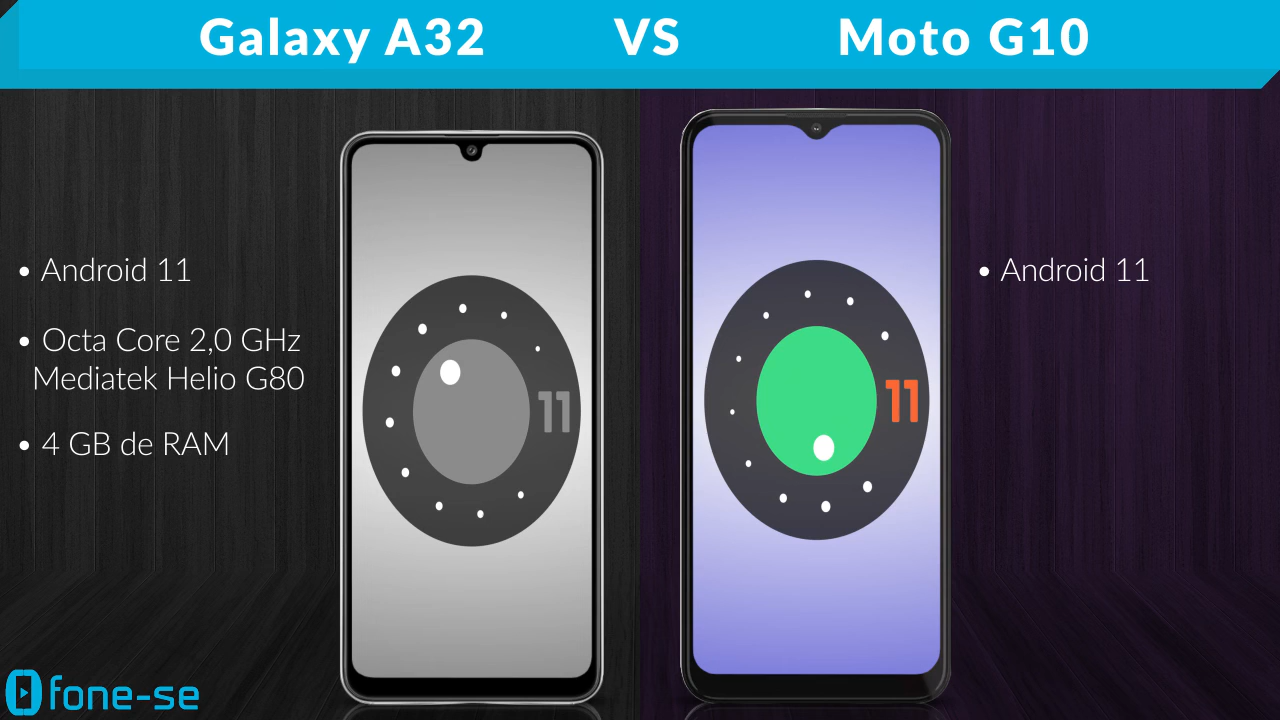 Galaxy A32 VS Moto G10
• Android 11
• Octa Core 2,0 GHz
Mediatek Helio G80
• 4 GB de RAM
11
11
• Android 11
fone-se